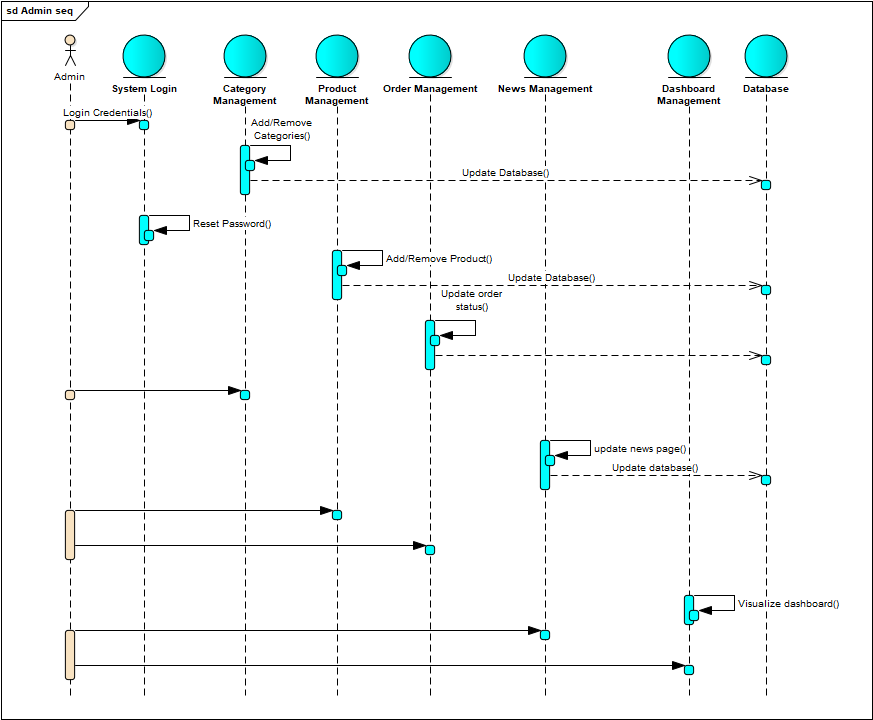 sd Admin seq
Admin
System Login
Category
Management
Product
Management
Order Management
News Management
Dashboard
Management
Database
Login Credentials()
Add/Remove
Categories()
Update Database()
Reset Password()
Add/Remove Product()
Update Database()
Update order
status()
update news page()
Update database()
Visualize dashboard()